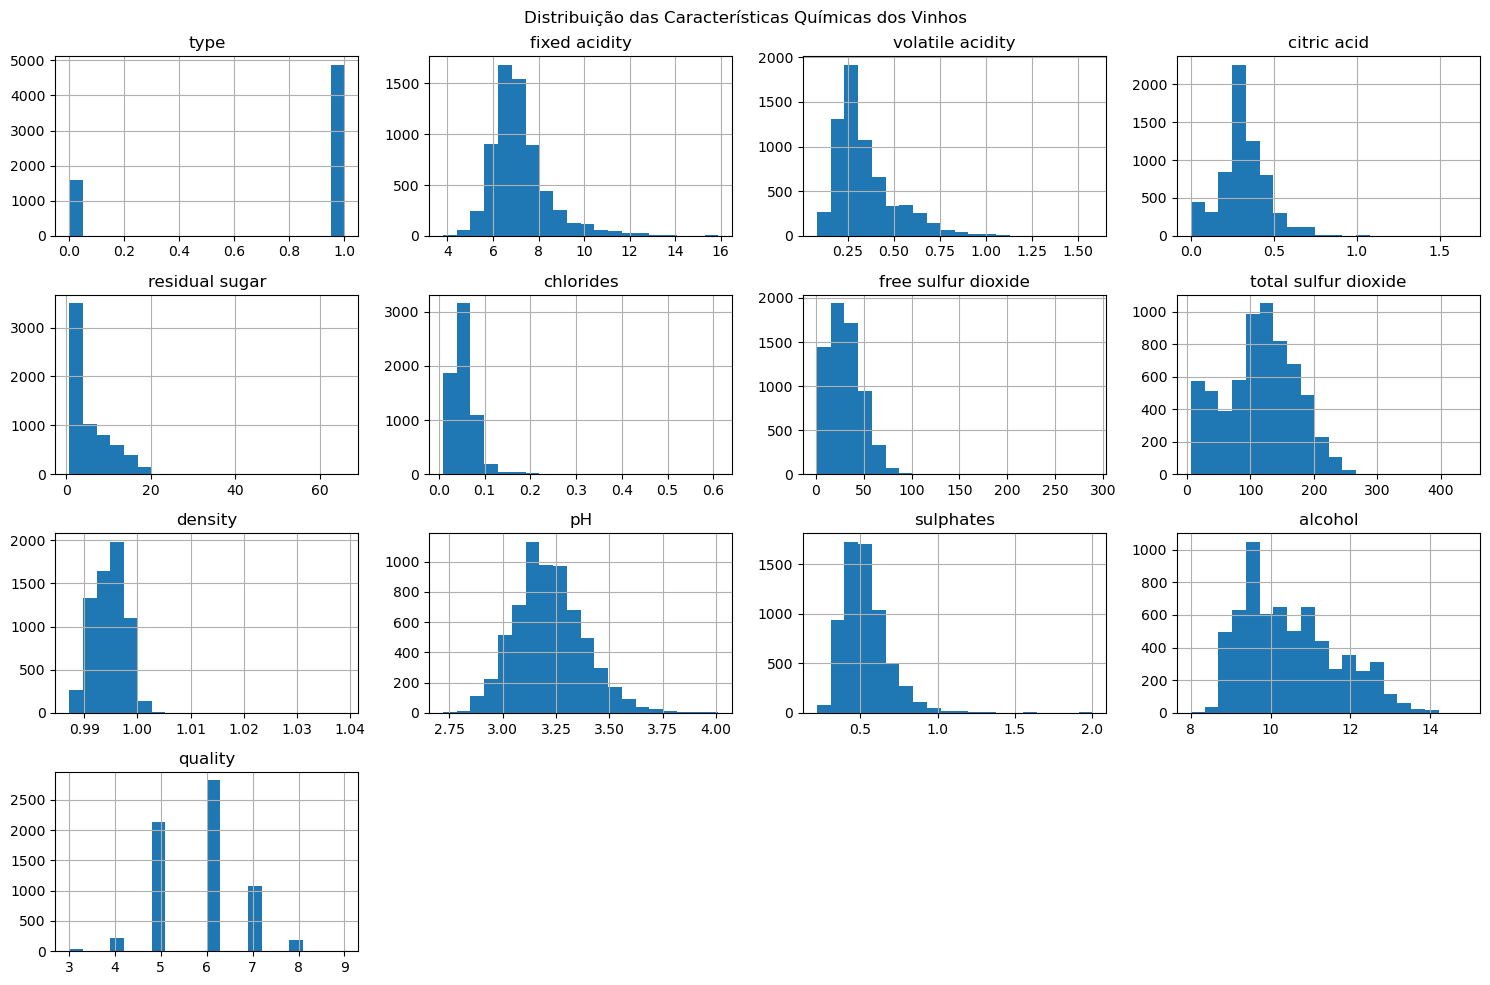 Distribuição das Característícas Químicas dos Vinhos
type
fixed acidity
volatile acidity
citric acid
5000
4000
3000
2000
1000
0
0.0 0.2 0.4 0.6 0.8 1.0
1500
1000
500
0
4 6 8 10 12 14 16
2000
1500
1000
500
0
0.25 0.50 0.75 1.00 1.25 1.50
2000
1500
1000
500
0
0.0 0.5 1.0 1.5
residual sugar
chlorides
free sulfur dioxide
total sulfur dioxide
3000
2000
1000
0
0 20 40 60
3000
2000
1000
0
0.0 0.1 0.2 0.3 0.4 0.5 0.6
2000
1500
1000
500
0
0 50 100 150 200 250 300
1000
800
600
400
200
0
0 100 200 300 400
density
pH
sulphates
alcohol
2000
1500
1000
500
0
0.99 1.00 1.01 1.02 1.03 1.04
1000
800
600
400
200
0
2.75 3.00 3.25 3.50 3.75 4.00
1500
1000
500
0
0.5 1.0 1.5 2.0
1000
800
600
400
200
0
8 10 12 14
quality
2500
2000
1500
1000
500
0
3 4 5 6 7 8 9